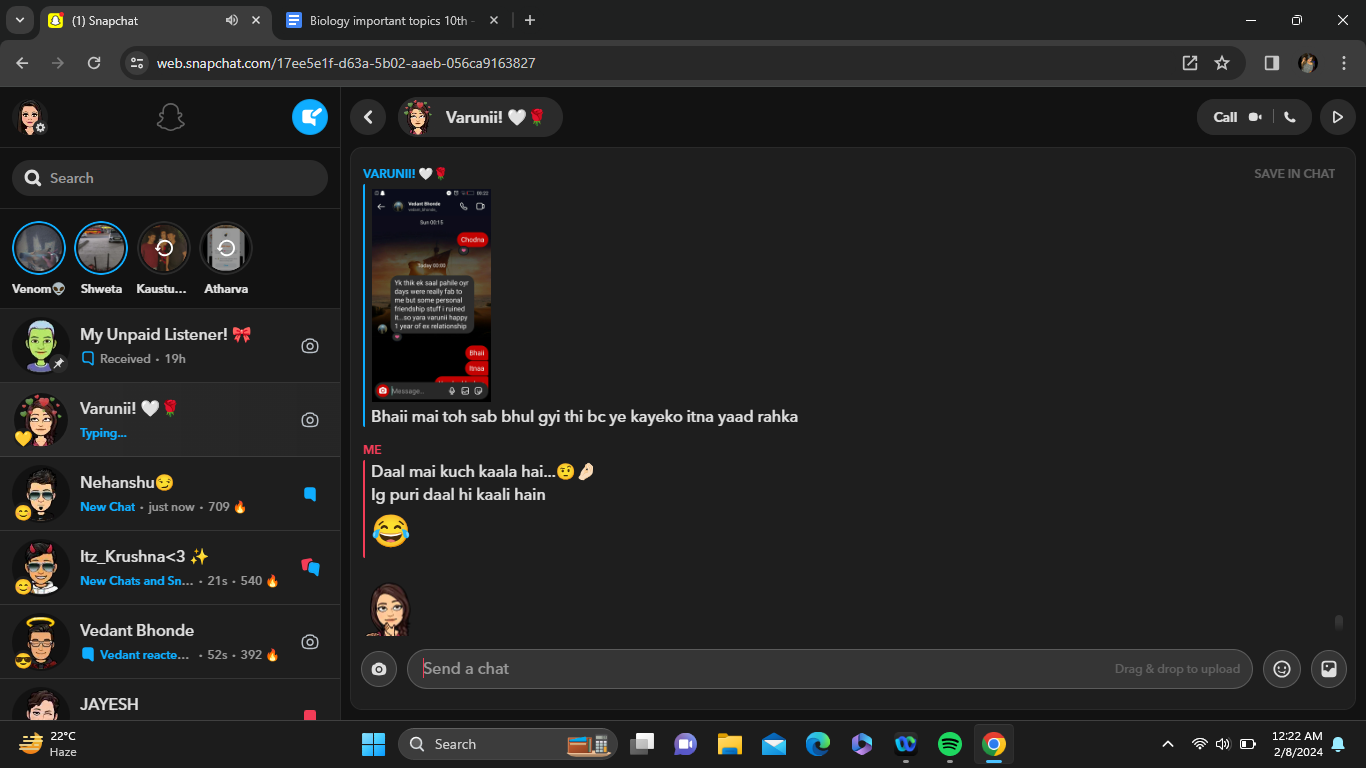 (1) Snapchat
Biology important topics 10th -
web.snapchat.com/17ee5e1f-d63a-5b02-aaeb-056ca9163827
Search
Venom👽
Shweta
Kaustu...
Atharva
My Unpaid Listener! 🎀
Received · 19h
Varunii! 🤍🌹
Typing...
Nehanshu😏
New Chat · just now · 709 🔥
Itz_Krushna<3 ✨
New Chats and Sn... · 21s · 540 🔥
Vedant Bhonde
Vedant reacte... · 52s · 392 🔥
JAYESH
Varunii! 🤍🌹
Call
VARUNII! 🤍🌹
SAVE IN CHAT
00:22
Vedant Bhonde
Sun 00:15
Chodna
Today 00:00
Yk thik ek saal pahile oyr
days were really fab to
me but some personal
friendship stuff i ruined
it...so yara varunii happy
1 year of ex relationship
Bhaii
Itnaa
Message...
Bhaii mai toh sab bhul gyi thi bc ye kayeko itna yaad rahka
ME
Daal mai kuch kaala hai...🤨🤌🏻
Ig puri daal hi kaali hain
😂
Send a chat
Drag & drop to upload
22°C
Haze
Search
12:22 AM
2/8/2024